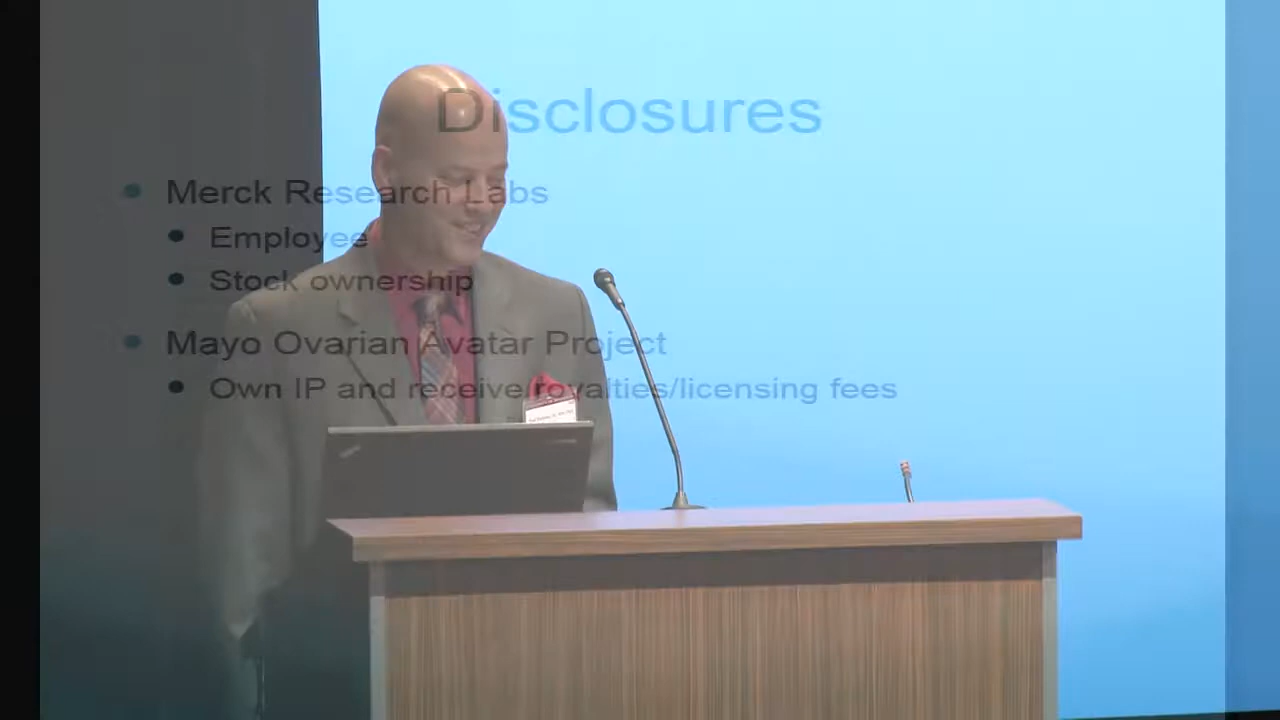 Disclosures
• Merck Research Labs
• Employee
• Stock ownership
• Mayo Ovarian Avatar Project
• Own IP and receive royalties/licensing fees